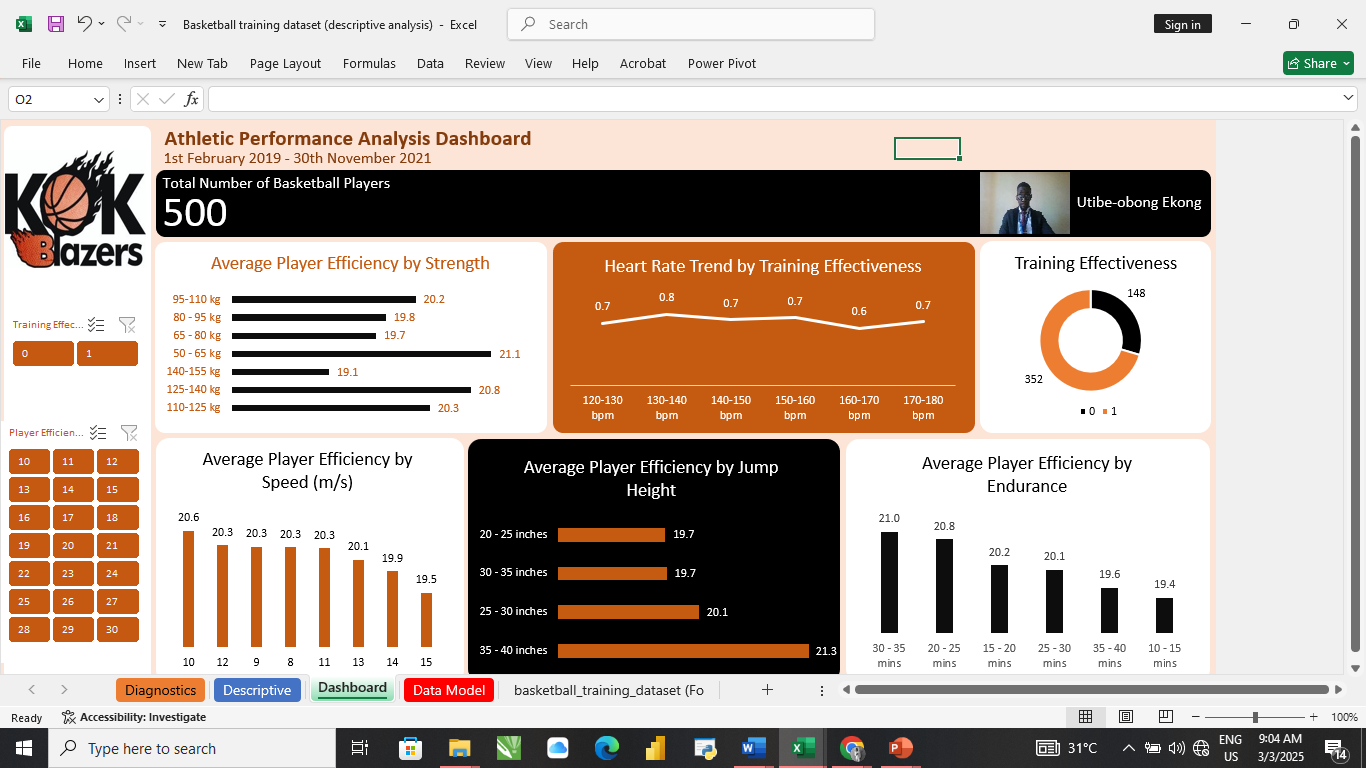 Basketball training dataset (descriptive analysis) - Excel
Search
Sign in
File Home Insert New Tab Page Layout Formulas Data Review View Help Acrobat Power Pivot
Share
O2
fx
KOK
Blazers
Athletic Performance Analysis Dashboard
1st February 2019 - 30th November 2021
Total Number of Basketball Players
500
Utibe-obong Ekong
Training Effec...
0 1
Player Efficien...
10 11 12
13 14 15
16 17 18
19 20 21
22 23 24
25 26 27
28 29 30
Average Player Efficiency by Strength
95-110 kg 20.2
80 - 95 kg 19.8
65 - 80 kg 19.7
50 - 65 kg 21.1
140-155 kg 19.1
125-140 kg 20.8
110-125 kg 20.3
Heart Rate Trend by Training Effectiveness
0.7 0.8 0.7 0.7 0.6 0.7
120-130 130-140 140-150 150-160 160-170 170-180
bpm bpm bpm bpm bpm bpm
Training Effectiveness
148
352
0 1
Average Player Efficiency by
Speed (m/s)
20.6 20.3 20.3 20.3 20.3 20.1 19.9 19.5
10 12 9 8 11 13 14 15
Average Player Efficiency by Jump
Height
20 - 25 inches 19.7
30 - 35 inches 19.7
25 - 30 inches 20.1
35 - 40 inches 21.3
Average Player Efficiency by
Endurance
21.0 20.8 20.2 20.1 19.6 19.4
30 - 35 20 - 25 15 - 20 25 - 30 35 - 40 10 - 15
mins mins mins mins mins mins
Diagnostics Descriptive Dashboard Data Model basketball_training_dataset (Fo
Ready Accessibility: Investigate
100%
Type here to search
31°C
ENG
US
9:04 AM
3/3/2025
14